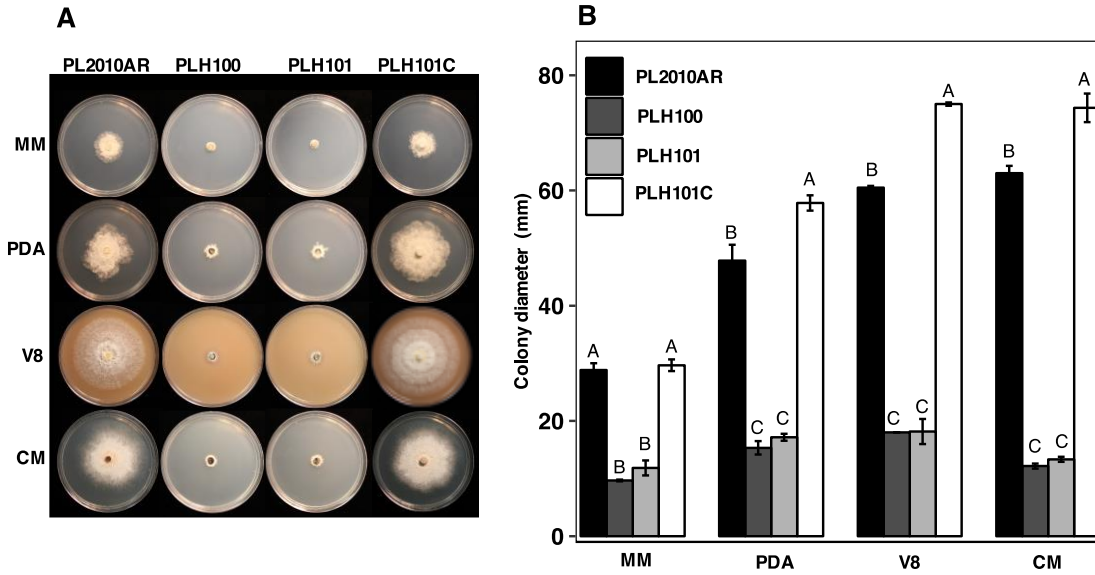 A
PL2010AR PLH100 PLH101 PLH101C
MM
PDA
V8
CM
B
Colony diameter (mm)
80
60
40
20
0
PL2010AR
PLH100
PLH101
PLH101C
A B B A
B C C A
B C C A
B C C A
MM PDA V8 CM